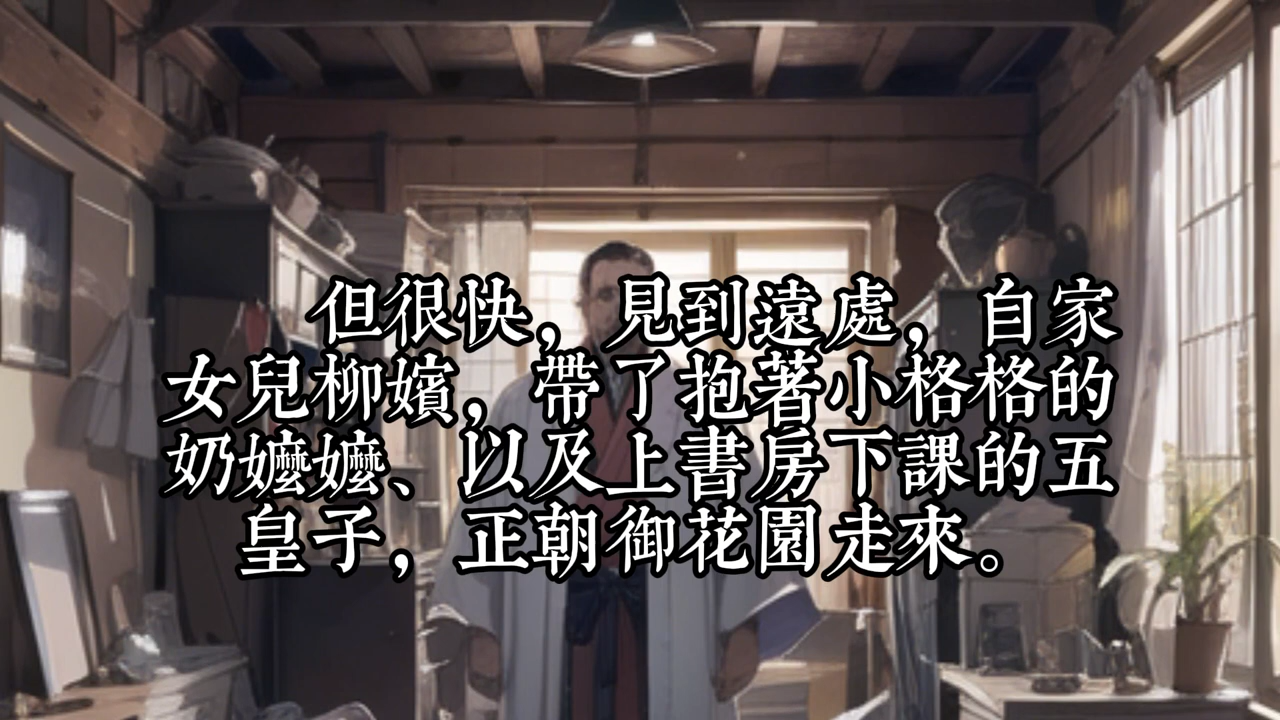 但很快，見到遠處，自家
女兒柳嬪，帶了抱著小格格的
奶嬤嬤、以及上書房下課的五
皇子，正朝御花園走來。